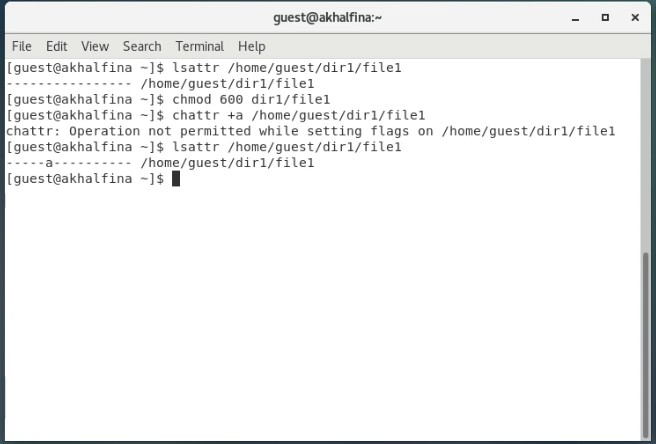 guest@akhalfina:~
File Edit View Search Terminal Help
[guest@akhalfina ~]$ lsattr /home/guest/dir1/file1
---------------- /home/guest/dir1/file1
[guest@akhalfina ~]$ chmod 600 dir1/file1
[guest@akhalfina ~]$ chattr +a /home/guest/dir1/file1
chattr: Operation not permitted while setting flags on /home/guest/dir1/file1
[guest@akhalfina ~]$ lsattr /home/guest/dir1/file1
-----a---------- /home/guest/dir1/file1
[guest@akhalfina ~]$